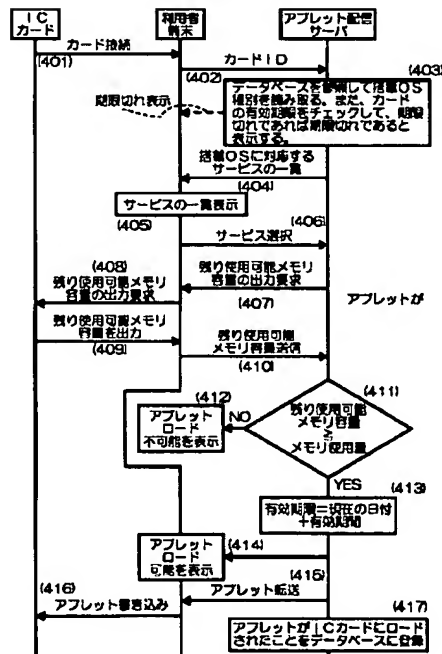 ICカード
利用者端末
アプレット配信サーバ
カード接続
(401)
カードID
(402)
(403)
データベースを参照して搭載OS
種別を読み取る。また、カード
の有効期限をチェックして、期限
切れであれば期限切れであると
表示する。
期限切れ表示
搭載OSに対応する
サービスの一覧
(404)
サービスの一覧表示
(405)
(406)
サービス選択
(408)
残り使用可能メモリ
容量の出力要求
残り使用可能メモリ
容量の出力要求
(407)
アプレットが
残り使用可能メモリ
容量を出力
(409)
残り使用可能
メモリ容量送信
(410)
(411)
残り使用可能
メモリ容量
≧
メモリ使用量
(412)
アプレット
ロード
不可能を表示
NO
YES
(413)
有効期限=現在の日付
+有効期間
(414)
アプレット
ロード
可能を表示
(415)
アプレット転送
(416)
アプレット書き込み
(417)
アプレットがICカードにロード
されたことをデータベースに登録